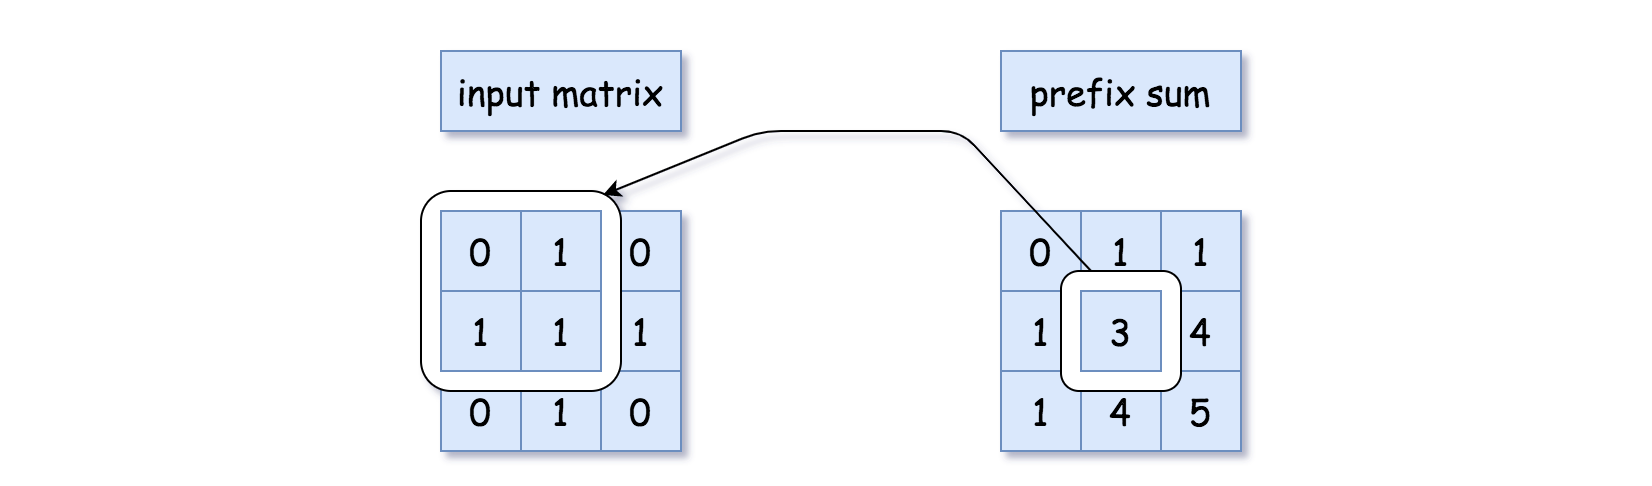 input matrix
prefix sum
0 1 0
1 1 1
0 1 0
0 1 1
1 3 4
1 4 5